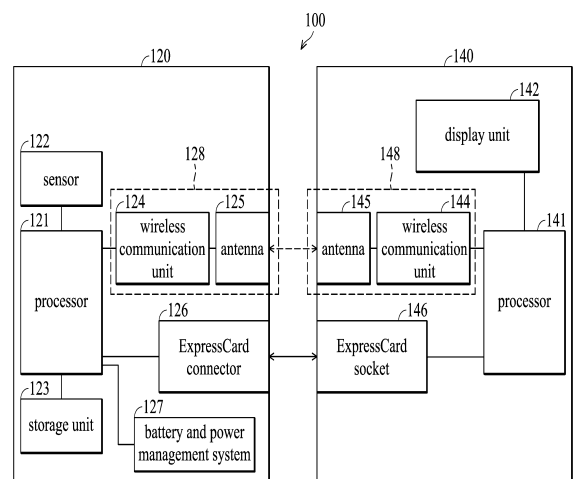 100
120
140
142
display unit
122
sensor
128
148
124
wireless
communication
unit
125
antenna
145
antenna
144
wireless
communication
unit
121
processor
141
processor
126
ExpressCard
connector
146
ExpressCard
socket
123
storage unit
127
battery and power
management system